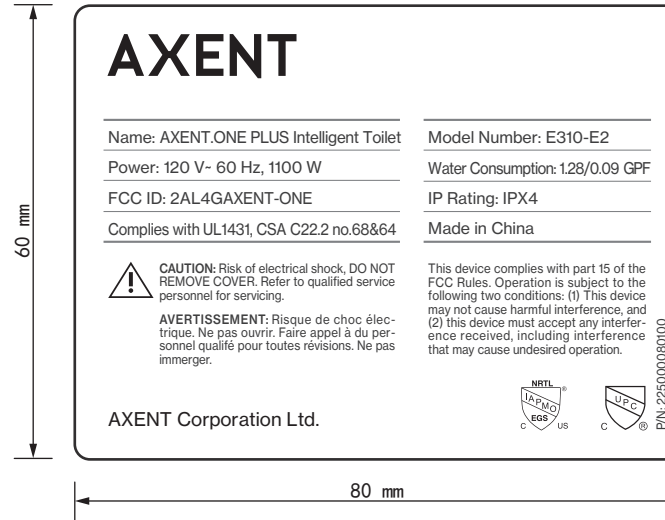 AXENT
Name: AXENT.ONE PLUS Intelligent Toilet
Power: 120 V~ 60 Hz, 1100 W
FCC ID: 2AL4GAXENT-ONE
Complies with UL1431, CSA C22.2 no.68&64
Model Number: E310-E2
Water Consumption: 1.28/0.09 GPF
IP Rating: IPX4
Made in China
CAUTION: Risk of electrical shock, DO NOT
REMOVE COVER. Refer to qualified service
personnel for servicing.
AVERTISSEMENT: Risque de choc élec-
trique. Ne pas ouvrir. Faire appel à du per-
sonnel qualifé pour toutes révisions. Ne pas
immerger.
This device complies with part 15 of the
FCC Rules. Operation is subject to the
following two conditions: (1) This device
may not cause harmful interference, and
(2) this device must accept any interfer-
ence received, including interference
that may cause undesired operation.
AXENT Corporation Ltd.
NRTL
®
IAPMO
EGS
C US
UPC
C ®
P/N: 225000080100
60 mm
80 mm